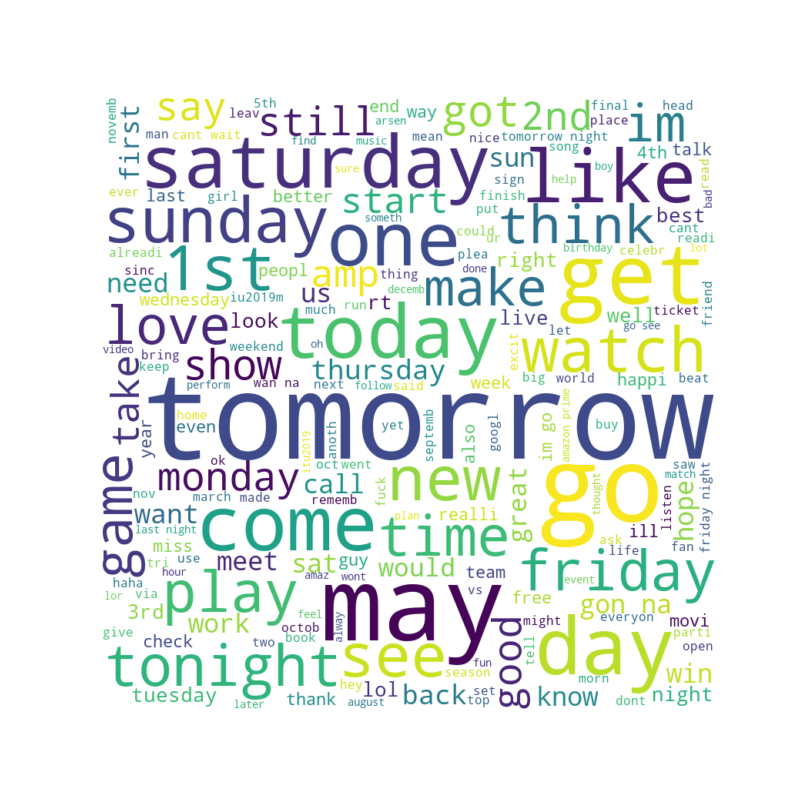 novemb
man
leav
5th
say
cant wait
arsen
still
end
way
mean
got
2nd
nice
final
place
tomorrow night
head
im
first
find
music
song
boy
4th
talk
read
bad
saturday
sure
sun
sign
help
like
ever
last
girl
better
start
finish
put
think
best
cant
readi
sunday
someth
one
could
ur
plea
done
birthday
celebr
lot
alreadi
sinc
need
1st
peopl
amp
thing
right
get
wednesday
iu2019m
us
rt
decemb
make
live
well
ticket
friend
love
look
much
run
let
go see
video
bring
keep
weekend
today
oh
excit
watch
show
thursday
week
big
world
happi
beat
take
perform
wan na
next
follow
said
tomorrow
year
home
even
itu2019
anoth
yet
septemb
also
googl
im go
amazon prime
buy
game
ok
monday
oct
went
call
fuck
new
great
go
thought
saw
match
listen
hope
friday night
nov
march
made
rememb
want
last night
come
plan
time
realli
ask
ill
life
fan
miss
tri
use
meet
sat
guy
would
team
friday
event
haha
hour
via
amaz
wont
vs
lor
3rd
play
octob
feel
may
free
gon na
everyon
movi
give
work
check
two
book
alway
might
day
tell
parti
open
tonight
see
fun
season
good
win
hey
tuesday
later
thank
august
lol
back
set
top
know
morn
dont
night